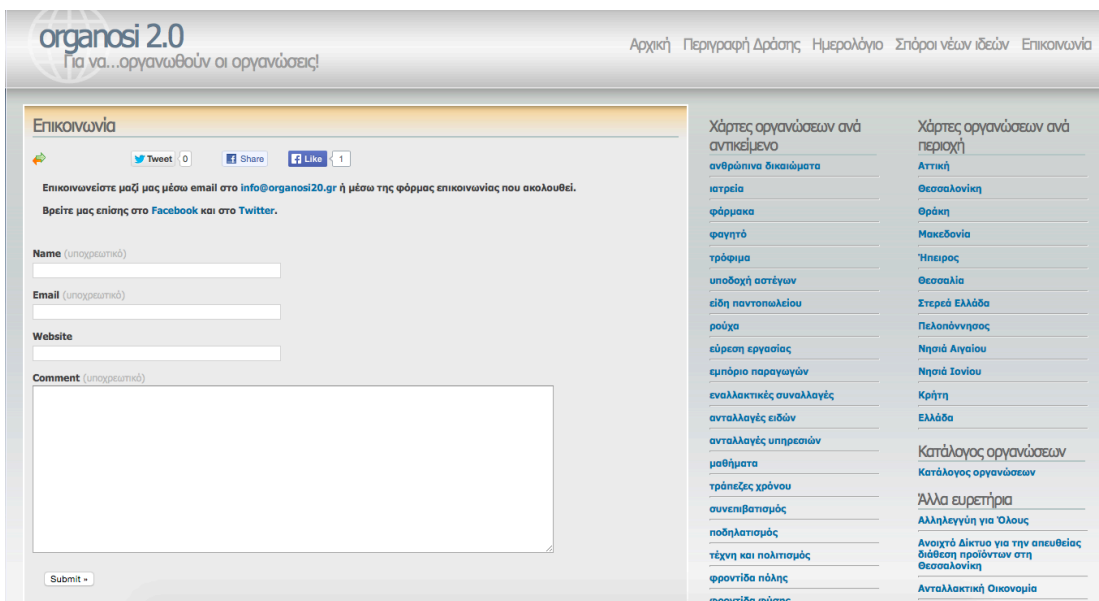 organosi 2.0
Για να...οργανωθούν οι οργανώσεις!
Αρχική Περιγραφή Δράσης Ημερολόγιο Σπόροι νέων ιδεών Επικοινωνία
Επικοινωνία
Tweet 0 Share Like 1
Επικοινωνείστε μαζί μας μέσω email στο info@organosi20.gr ή μέσω της φόρμας επικοινωνίας που ακολουθεί.
Βρείτε μας επίσης στο Facebook και στο Twitter.
Name (υποχρεωτικό)
Email (υποχρεωτικό)
Website
Comment (υποχρεωτικό)
Submit »
Χάρτες οργανώσεων ανά
αντικείμενο
ανθρώπινα δικαιώματα
ιατρεία
φάρμακα
φαγητό
τρόφιμα
υποδοχή αστέγων
είδη παντοπωλείου
ρούχα
εύρεση εργασίας
εμπόριο παραγωγών
εναλλακτικές συναλλαγές
ανταλλαγές ειδών
ανταλλαγές υπηρεσιών
μαθήματα
τράπεζες χρόνου
συνεπιβατισμός
ποδηλατισμός
τέχνη και πολιτισμός
φροντίδα πόλης
φροντίδα φύσης
Χάρτες οργανώσεων ανά
περιοχή
Αττική
Θεσσαλονίκη
Θράκη
Μακεδονία
Ήπειρος
Θεσσαλία
Στερεά Ελλάδα
Πελοπόννησος
Νησιά Αιγαίου
Νησιά Ιονίου
Κρήτη
Ελλάδα
Κατάλογος οργανώσεων
Κατάλογος οργανώσεων
Άλλα ευρετήρια
Αλληλεγγύη για Όλους
Ανοιχτό Δίκτυο για την απευθείας
διάθεση προϊόντων στη
Θεσσαλονίκη
Ανταλλακτική Οικονομία